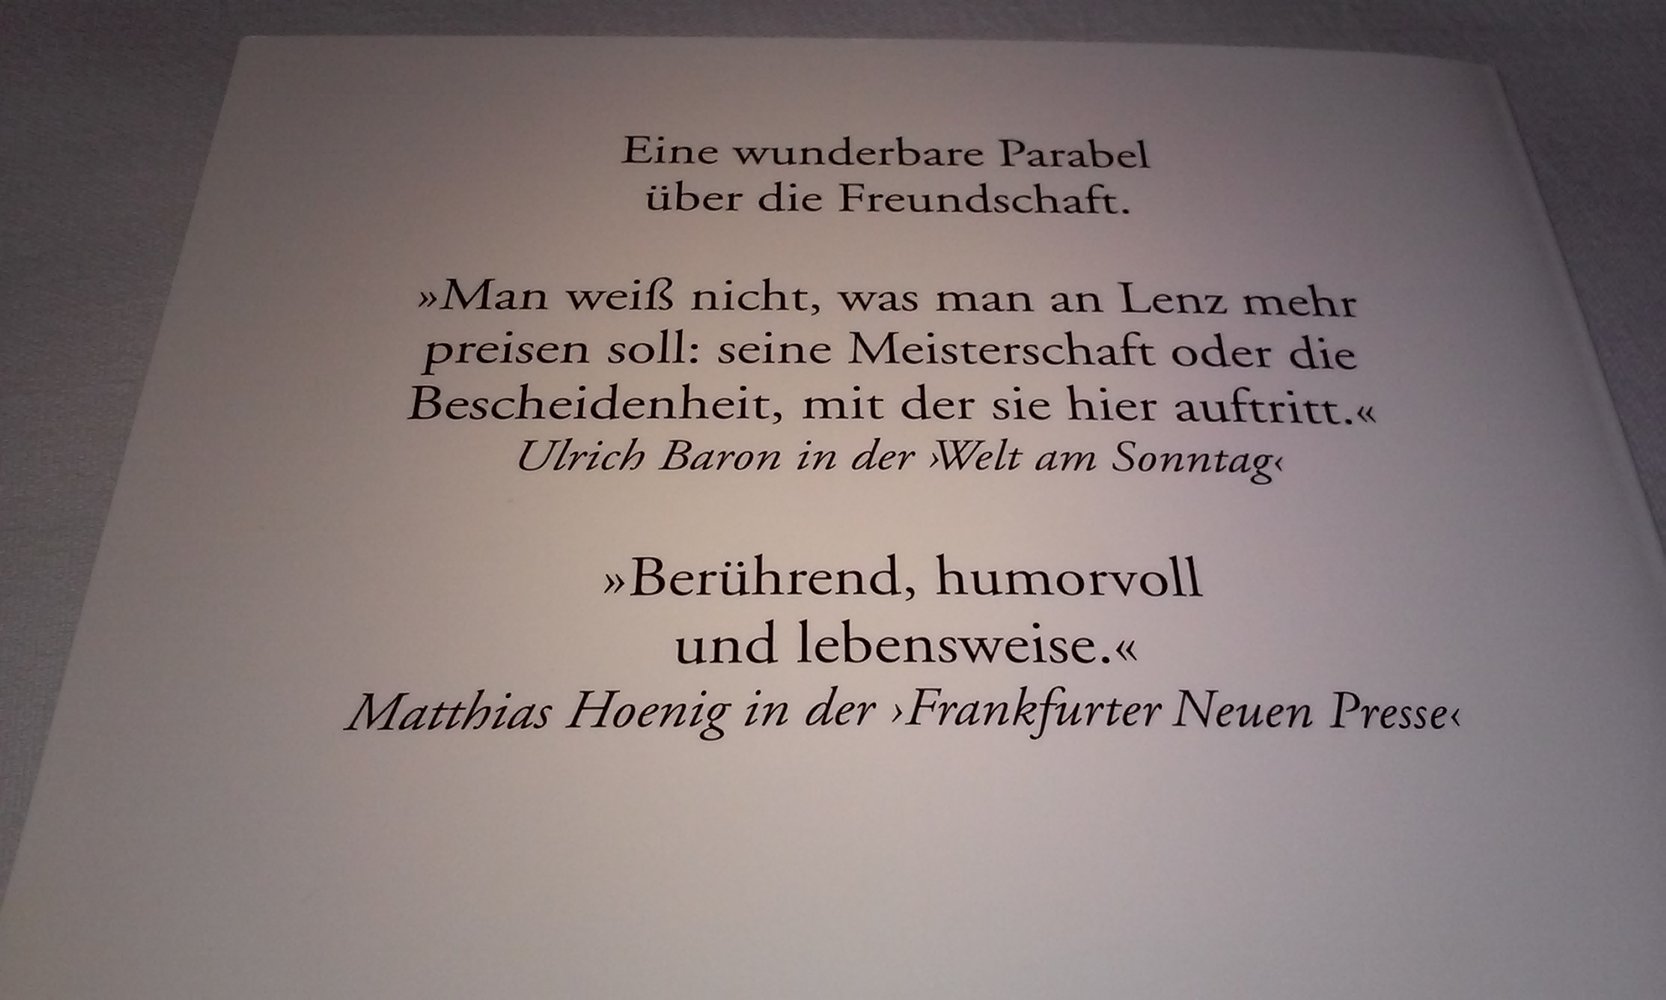 Eine wunderbare Parabel
über die Freundschaft.
»Man weiß nicht, was man an Lenz mehr
preisen soll: seine Meisterschaft oder die
Bescheidenheit, mit der sie hier auftritt.«
Ulrich Baron in der ›Welt am Sonntag‹
»Berührend, humorvoll
und lebensweise.«
Matthias Hoenig in der ›Frankfurter Neuen Presse‹